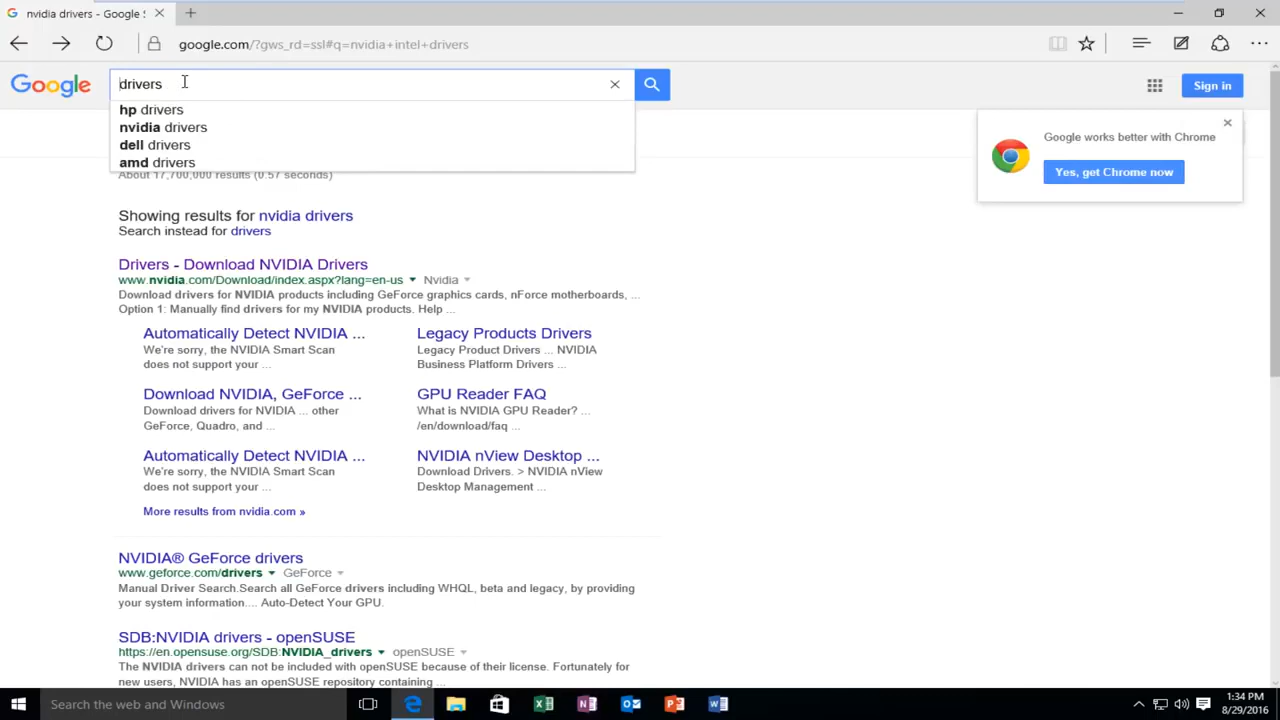 nvidia drivers - Google S
google.com/?gws_rd=ssl#q=nvidia+intel+drivers
Google
drivers
Sign in
hp drivers
nvidia drivers
dell drivers
amd drivers
Google works better with Chrome
Yes, get Chrome now
About 17,700,000 results (0.57 seconds)
Showing results for nvidia drivers
Search instead for drivers
Drivers - Download NVIDIA Drivers
www.nvidia.com/Download/index.aspx?lang=en-us Nvidia
Download drivers for NVIDIA products including GeForce graphics cards, nForce motherboards, ...
Option 1: Manually find drivers for my NVIDIA products. Help ...
Automatically Detect NVIDIA ...
We're sorry, the NVIDIA Smart Scan
does not support your ...
Legacy Products Drivers
Legacy Product Drivers ... NVIDIA
Business Platform Drivers ...
Download NVIDIA, GeForce ...
Download drivers for NVIDIA ... other
GeForce, Quadro, and ...
GPU Reader FAQ
What is NVIDIA GPU Reader? ...
/en/download/faq ...
Automatically Detect NVIDIA ...
We're sorry, the NVIDIA Smart Scan
does not support your ...
NVIDIA nView Desktop ...
Download Drivers. > NVIDIA nView
Desktop Management ...
More results from nvidia.com »
NVIDIA® GeForce drivers
www.geforce.com/drivers GeForce
Manual Driver Search.Search all GeForce drivers including WHQL, beta and legacy, by providing
your system information.... Auto-Detect Your GPU.
SDB:NVIDIA drivers - openSUSE
https://en.opensuse.org/SDB:NVIDIA_drivers openSUSE
The NVIDIA drivers can not be included with openSUSE because of their license. Fortunately for
new users, NVIDIA has an openSUSE repository containing ...
Search the web and Windows
1:34 PM
8/29/2016